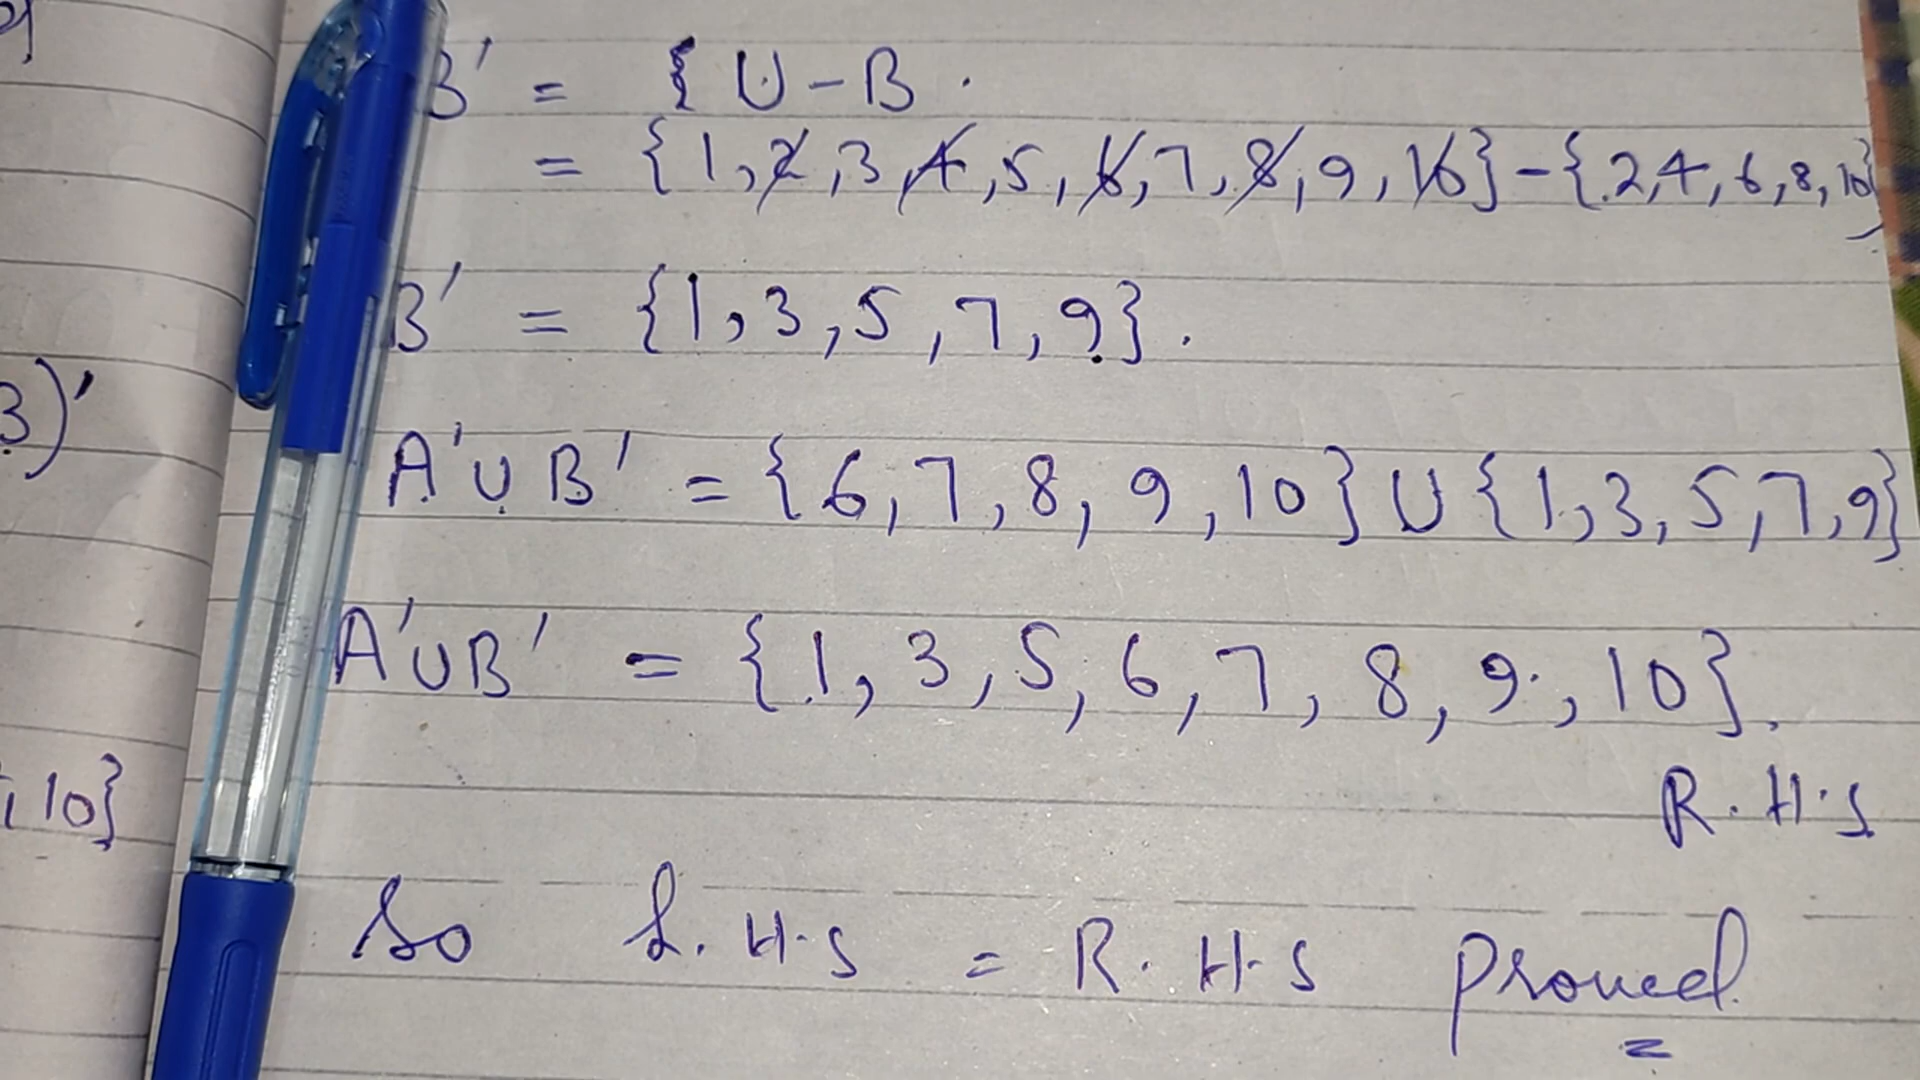 B' = { U - B .
= {1, 2, 3, 4, 5, 6, 7, 8, 9, 10} - {2, 4, 6, 8, 10}
B' = {1, 3, 5, 7, 9}.
3)'
A' U B' = {6, 7, 8, 9, 10} U {1, 3, 5, 7, 9}
A' U B' = {1, 3, 5, 6, 7, 8, 9, 10}.
, 10}
R.H.S
So L.H.S = R.H.S proved